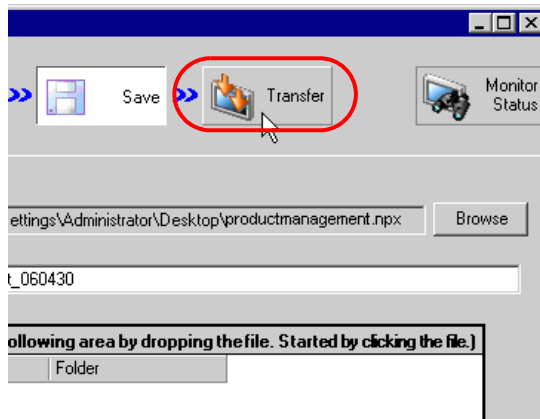 Save
Transfer
Monitor
Status
ettings\Administrator\Desktop\productmanagement.npx
Browse
t_060430
ollowing area by dropping the file. Started by clicking the file.)
Folder